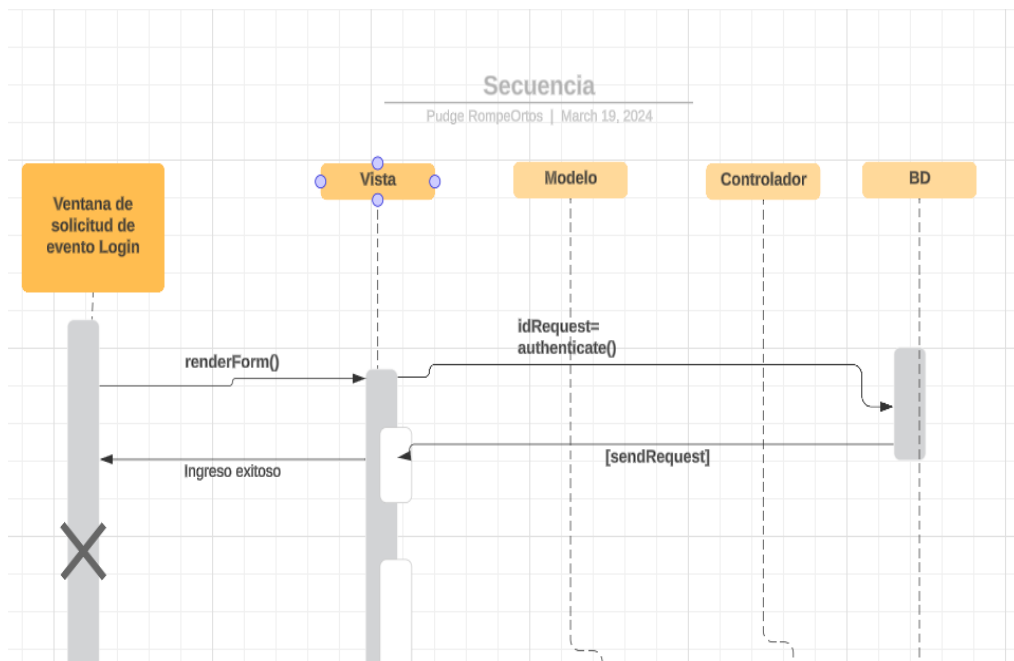 Secuencia
Pudge RompeOrtos | March 19, 2024
Ventana de
solicitud de
evento Login
Vista
Modelo
Controlador
BD
idRequest=
authenticate()
renderForm()
[sendRequest]
Ingreso exitoso